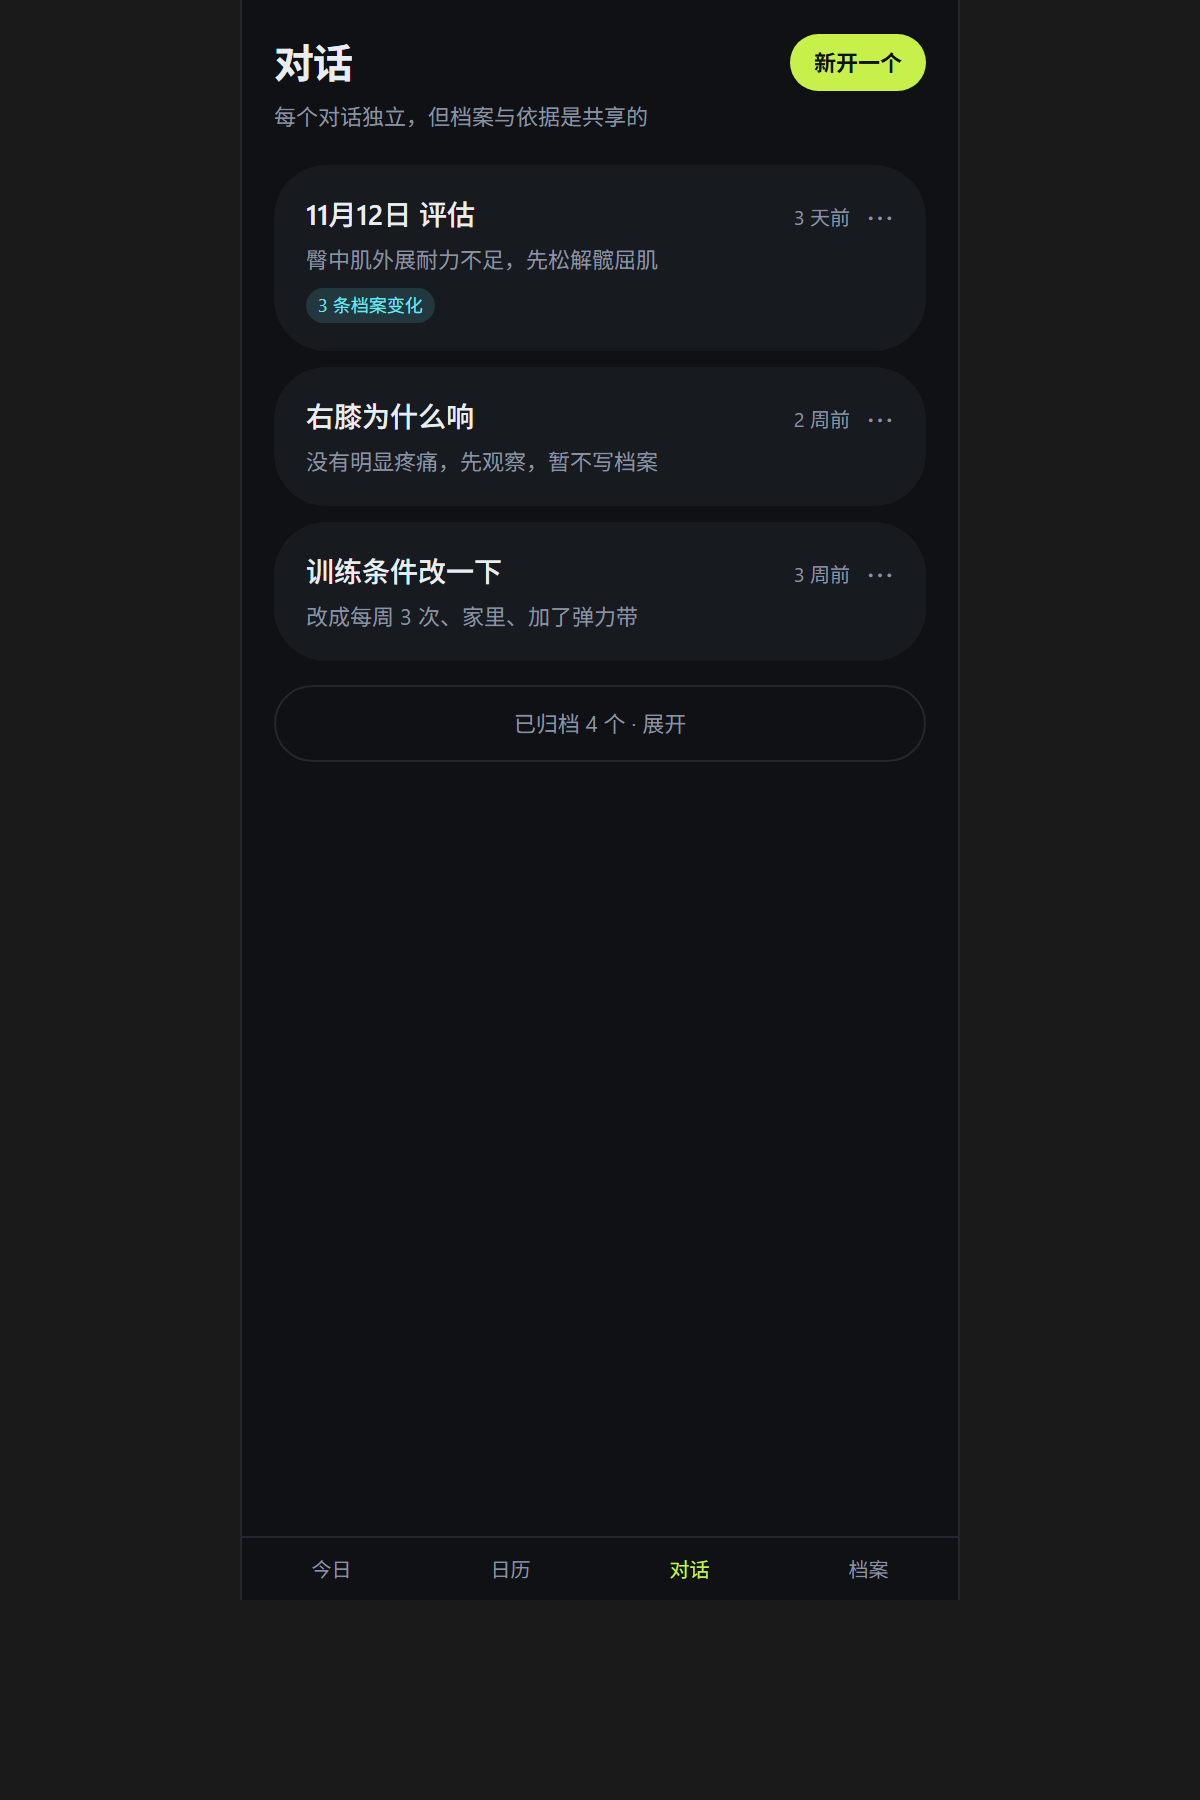 对话
新开一个
每个对话独立，但档案与依据是共享的
11月12日 评估
3 天前 ···
臀中肌外展耐力不足，先松解髋屈肌
3 条档案变化
右膝为什么响
2 周前 ···
没有明显疼痛，先观察，暂不写档案
训练条件改一下
3 周前 ···
改成每周 3 次、家里、加了弹力带
已归档 4 个 · 展开
今日
日历
对话
档案